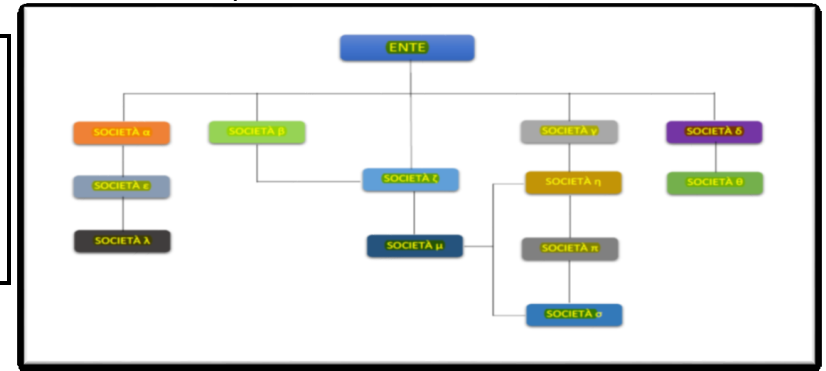 ENTE
SOCIETÀ α
SOCIETÀ β
SOCIETÀ γ
SOCIETÀ δ
SOCIETÀ ε
SOCIETÀ ζ
SOCIETÀ η
SOCIETÀ θ
SOCIETÀ λ
SOCIETÀ μ
SOCIETÀ π
SOCIETÀ σ